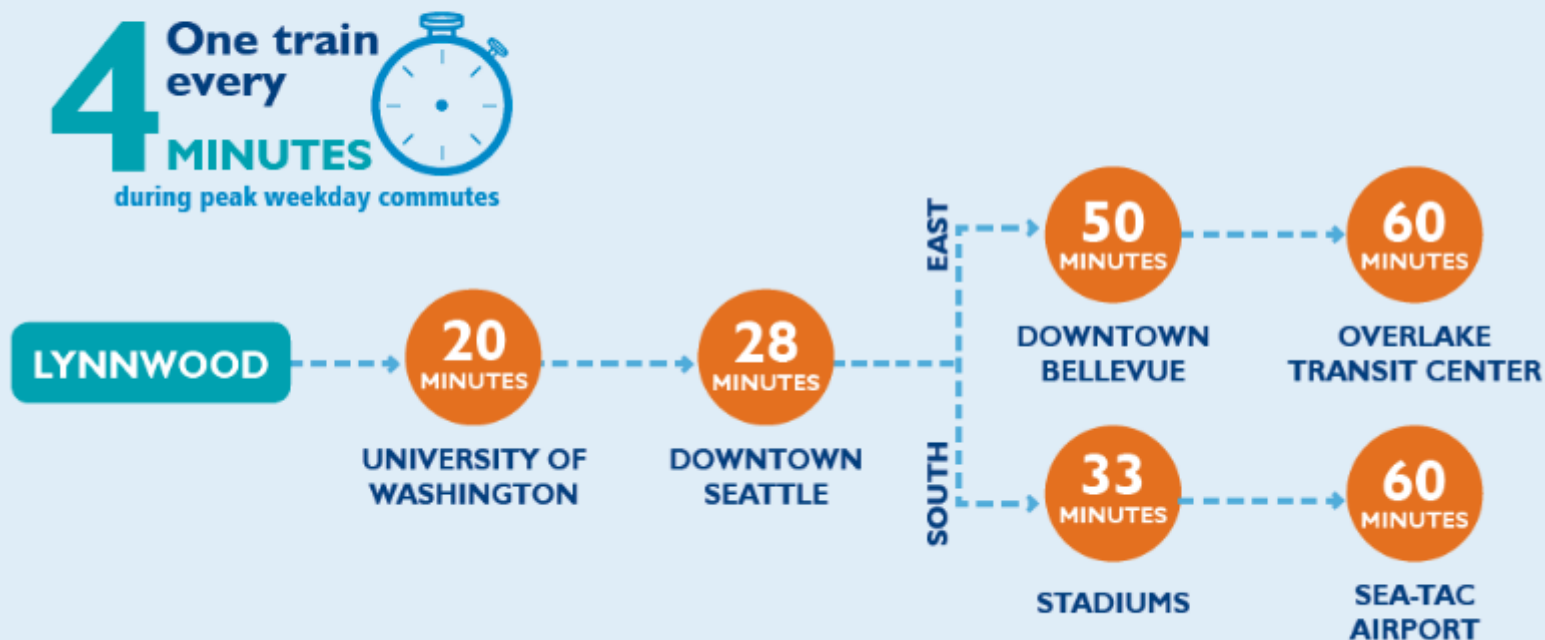 4
One train
every
MINUTES
during peak weekday commutes
LYNNWOOD
20
MINUTES
UNIVERSITY OF
WASHINGTON
28
MINUTES
DOWNTOWN
SEATTLE
EAST
50
MINUTES
DOWNTOWN
BELLEVUE
60
MINUTES
OVERLAKE
TRANSIT CENTER
SOUTH
33
MINUTES
STADIUMS
60
MINUTES
SEA-TAC
AIRPORT